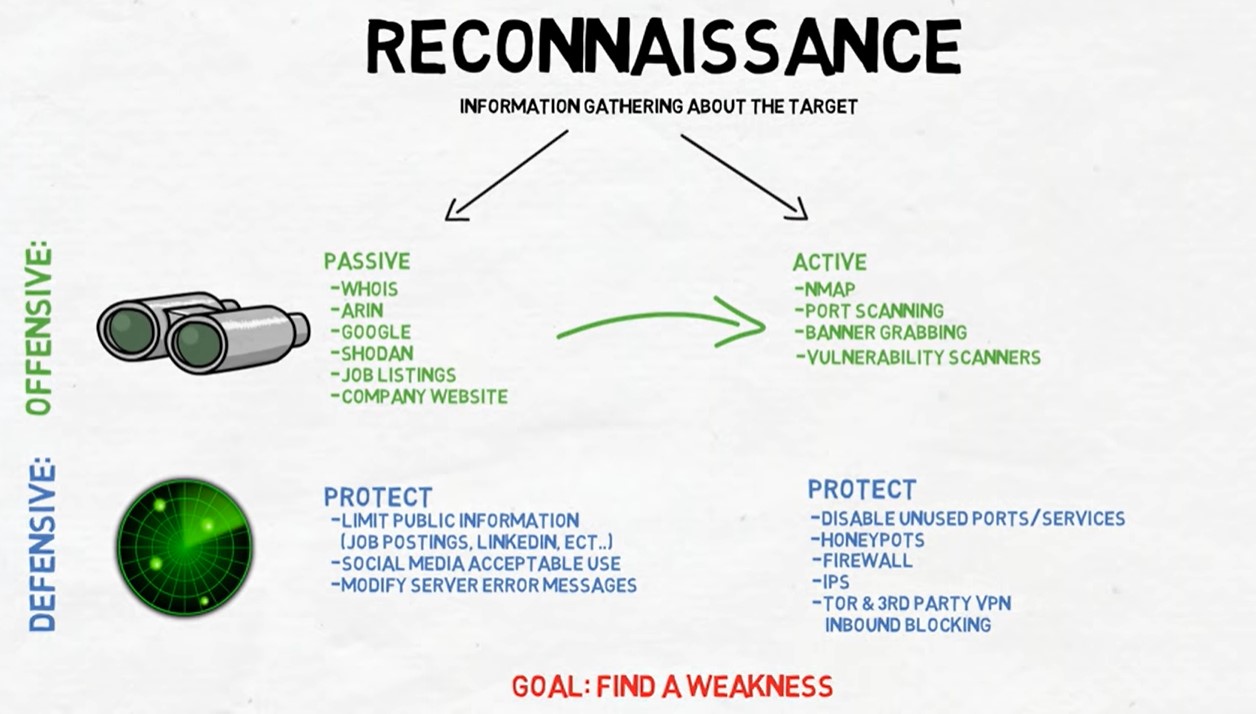 RECONNAISSANCE
INFORMATION GATHERING ABOUT THE TARGET
OFFENSIVE:
PASSIVE
-WHOIS
-ARIN
-GOOGLE
-SHODAN
-JOB LISTINGS
-COMPANY WEBSITE
ACTIVE
-NMAP
-PORT SCANNING
-BANNER GRABBING
-VULNERABILITY SCANNERS
DEFENSIVE:
PROTECT
-LIMIT PUBLIC INFORMATION
(JOB POSTINGS, LINKEDIN, ECT..)
-SOCIAL MEDIA ACCEPTABLE USE
-MODIFY SERVER ERROR MESSAGES
PROTECT
-DISABLE UNUSED PORTS/SERVICES
-HONEYPOTS
-FIREWALL
-IPS
-TOR & 3RD PARTY VPN
INBOUND BLOCKING
GOAL: FIND A WEAKNESS